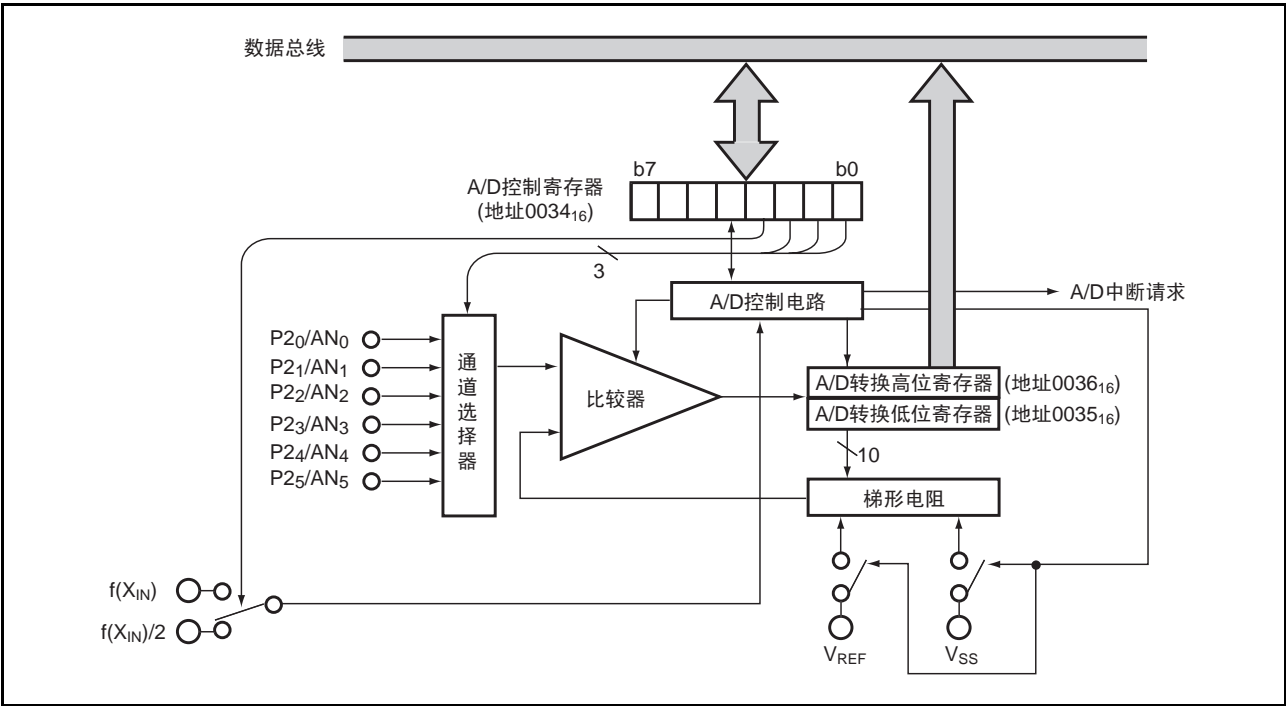 数据总线
b7
b0
A/D控制寄存器
(地址0034₁₆)
3
A/D控制电路
A/D中断请求
P2₀/AN₀
P2₁/AN₁
P2₂/AN₂
P2₃/AN₃
P2₄/AN₄
P2₅/AN₅
通道选择器
比较器
A/D转换高位寄存器 (地址0036₁₆)
A/D转换低位寄存器 (地址0035₁₆)
10
梯形电阻
f(X_IN)
f(X_IN)/2
V_REF
V_SS